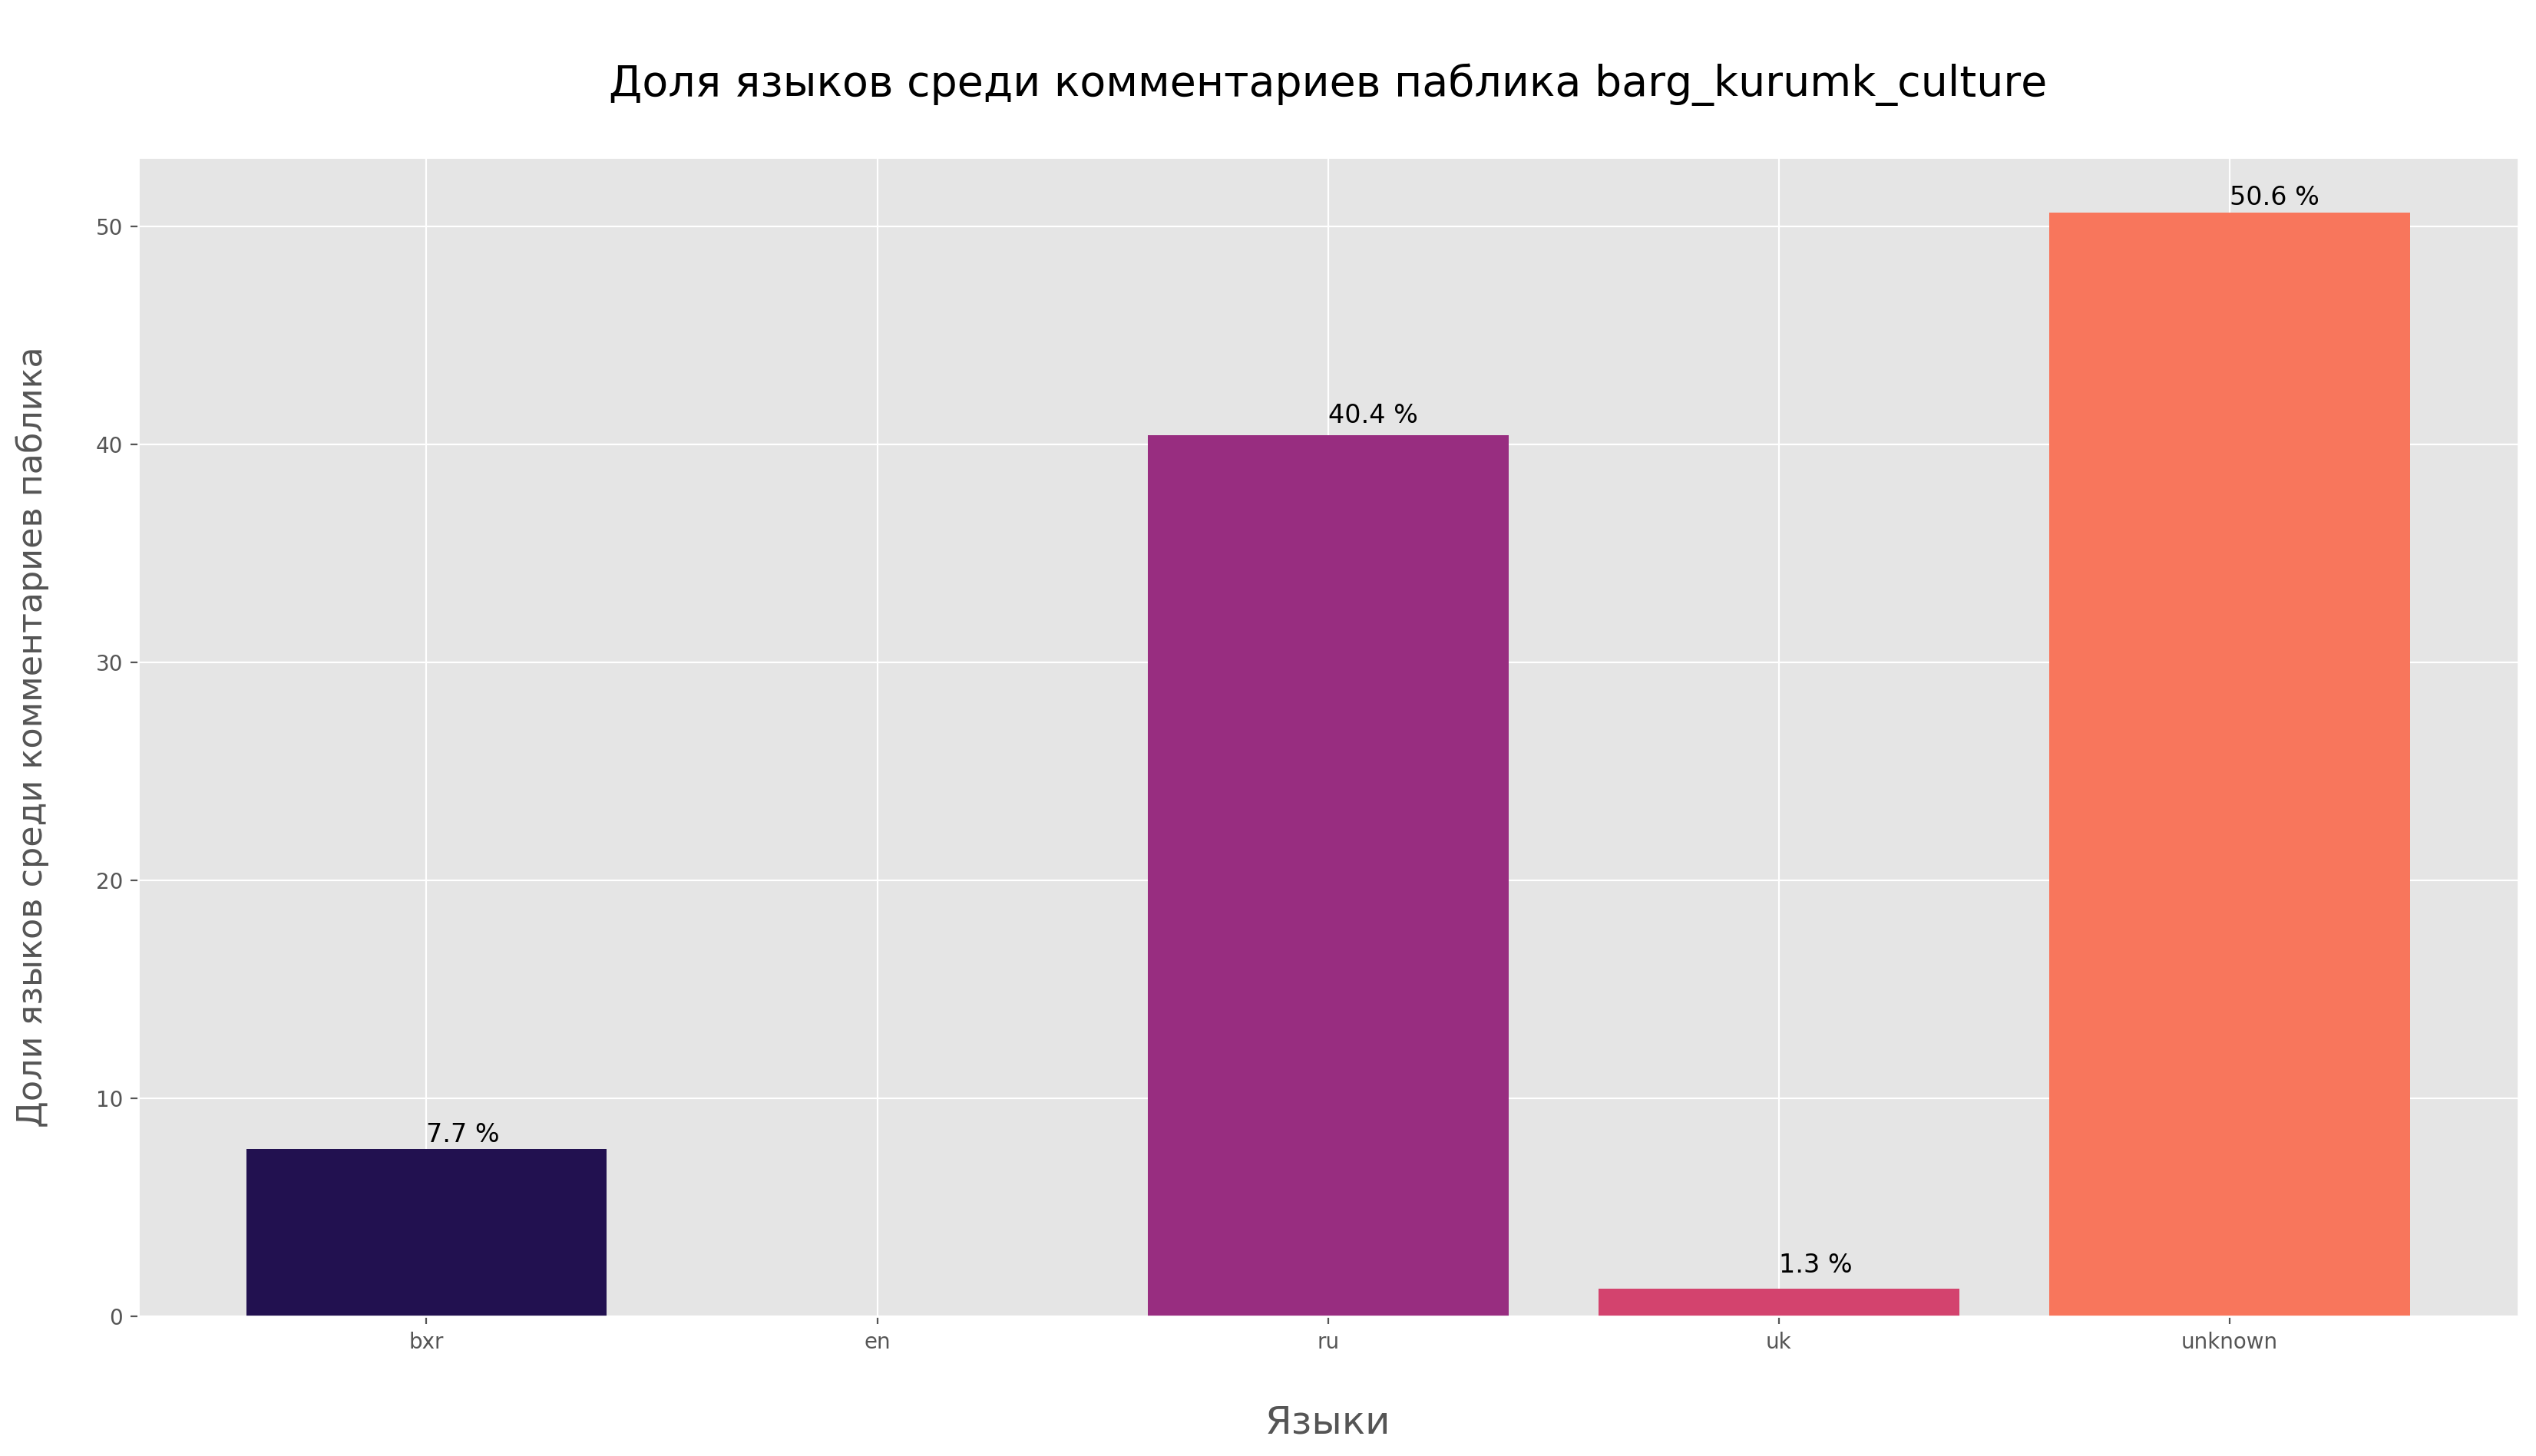 Доля языков среди комментариев паблика barg_kurumk_culture
Доли языков среди комментариев паблика
50
40
30
20
10
0
7.7 %
40.4 %
1.3 %
50.6 %
bxr
en
ru
uk
unknown
Языки